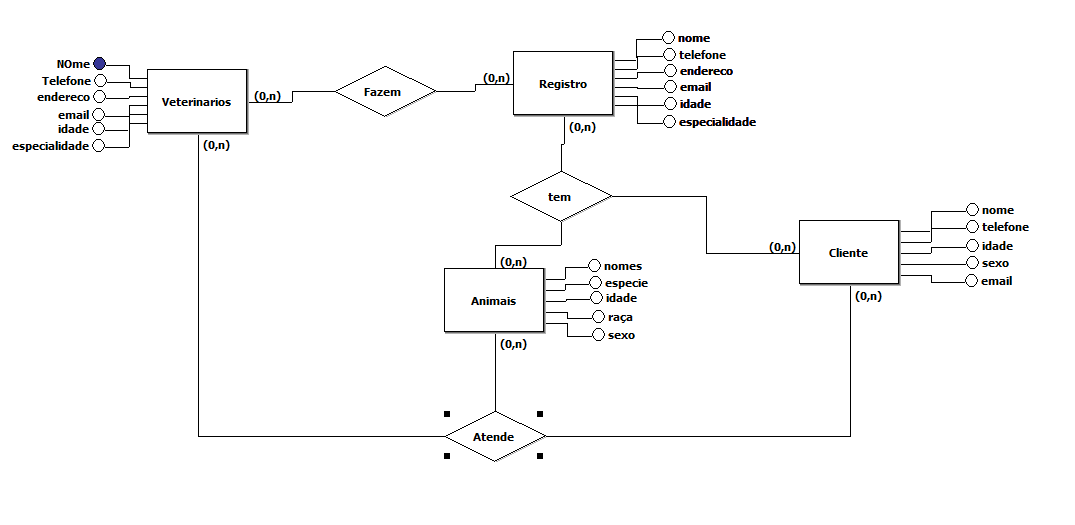 NOme
Telefone
endereco
email
idade
especialidade
Veterinarios
(0,n)
(0,n)
Fazem
(0,n)
Registro
(0,n)
nome
telefone
endereco
email
idade
especialidade
tem
(0,n)
Cliente
(0,n)
nome
telefone
idade
sexo
email
(0,n)
Animais
(0,n)
nomes
especie
idade
raça
sexo
Atende